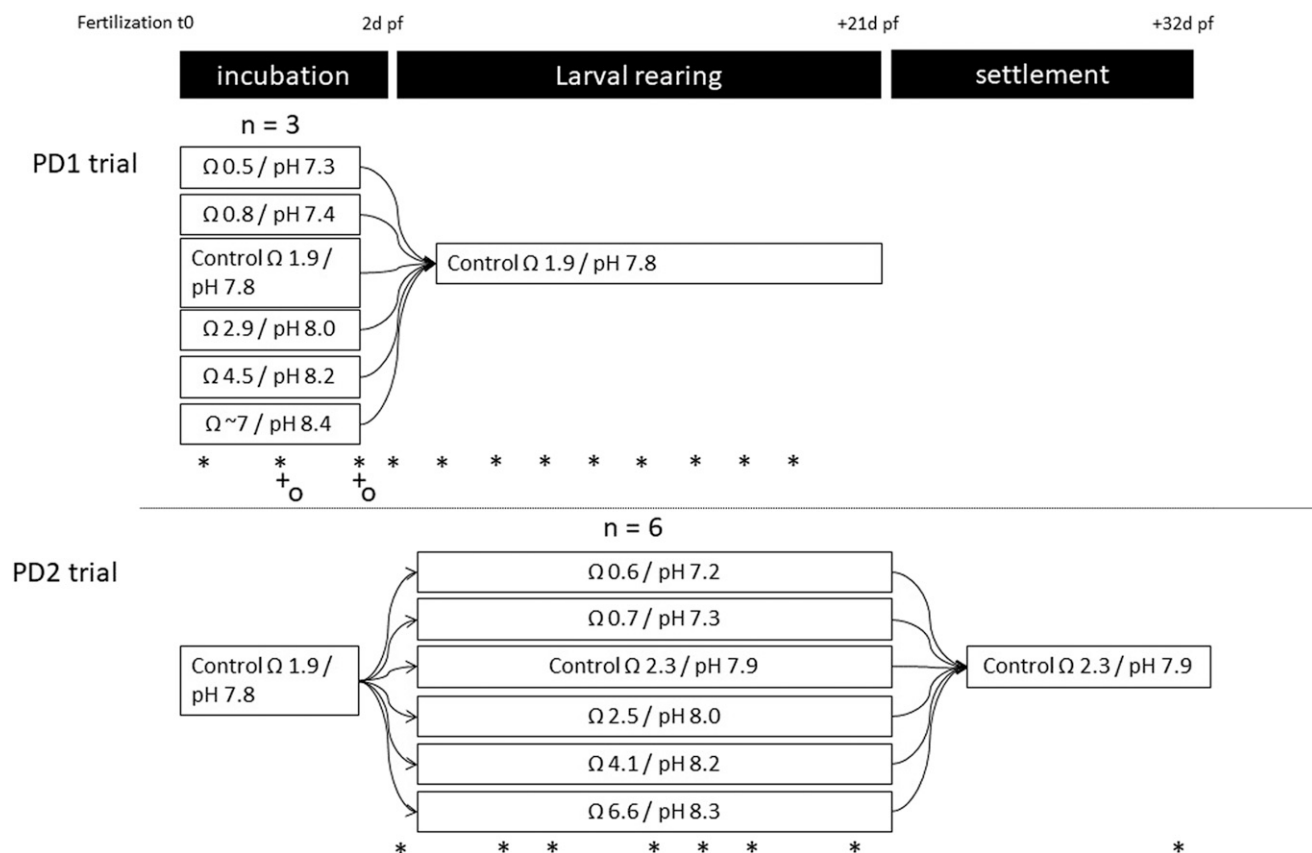 Fertilization t0 2d pf +21d pf +32d pf
incubation Larval rearing settlement
n = 3
PD1 trial
Ω 0.5 / pH 7.3
Ω 0.8 / pH 7.4
Control Ω 1.9 /
pH 7.8
Control Ω 1.9 / pH 7.8
Ω 2.9 / pH 8.0
Ω 4.5 / pH 8.2
Ω ~7 / pH 8.4
* * * * * * * * * * * *
+ +
o o
n = 6
PD2 trial
Ω 0.6 / pH 7.2
Ω 0.7 / pH 7.3
Control Ω 1.9 /
pH 7.8
Control Ω 2.3 / pH 7.9
Control Ω 2.3 / pH 7.9
Ω 2.5 / pH 8.0
Ω 4.1 / pH 8.2
Ω 6.6 / pH 8.3
* * * * * * * *